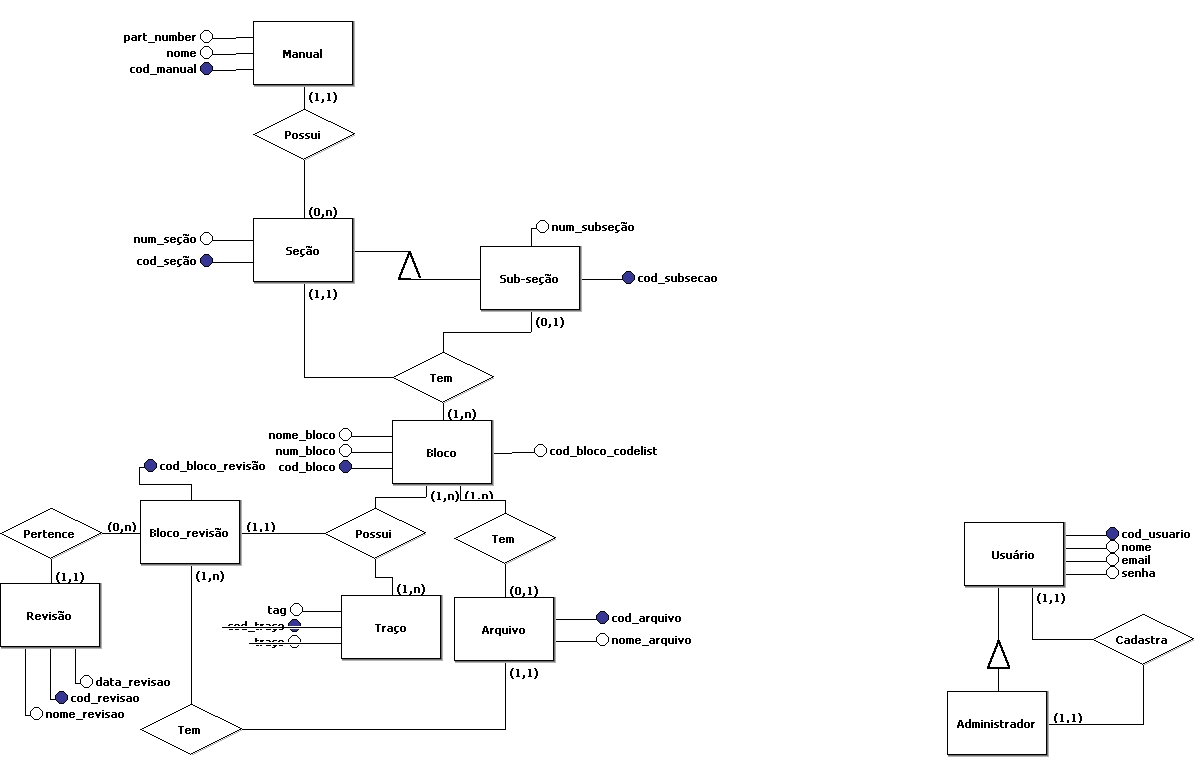 part_number
nome
cod_manual
Manual
(1,1)
Possui
(0,n)
num_seção
cod_seção
Seção
(1,1)
num_subseção
Sub-seção
cod_subsecao
(0,1)
Tem
(1,n)
nome_bloco
num_bloco
cod_bloco
Bloco
cod_bloco_codelist
(1,n)
(1,n)
cod_bloco_revisão
Pertence
(0,n)
Bloco_revisão
(1,1)
Possui
Tem
(1,1)
(1,n)
(1,n)
(0,1)
Revisão
tag
cod_traço
traço
Traço
Arquivo
cod_arquivo
nome_arquivo
(1,1)
data_revisao
cod_revisao
nome_revisao
Tem
Usuário
cod_usuario
nome
email
senha
(1,1)
Cadastra
Administrador
(1,1)